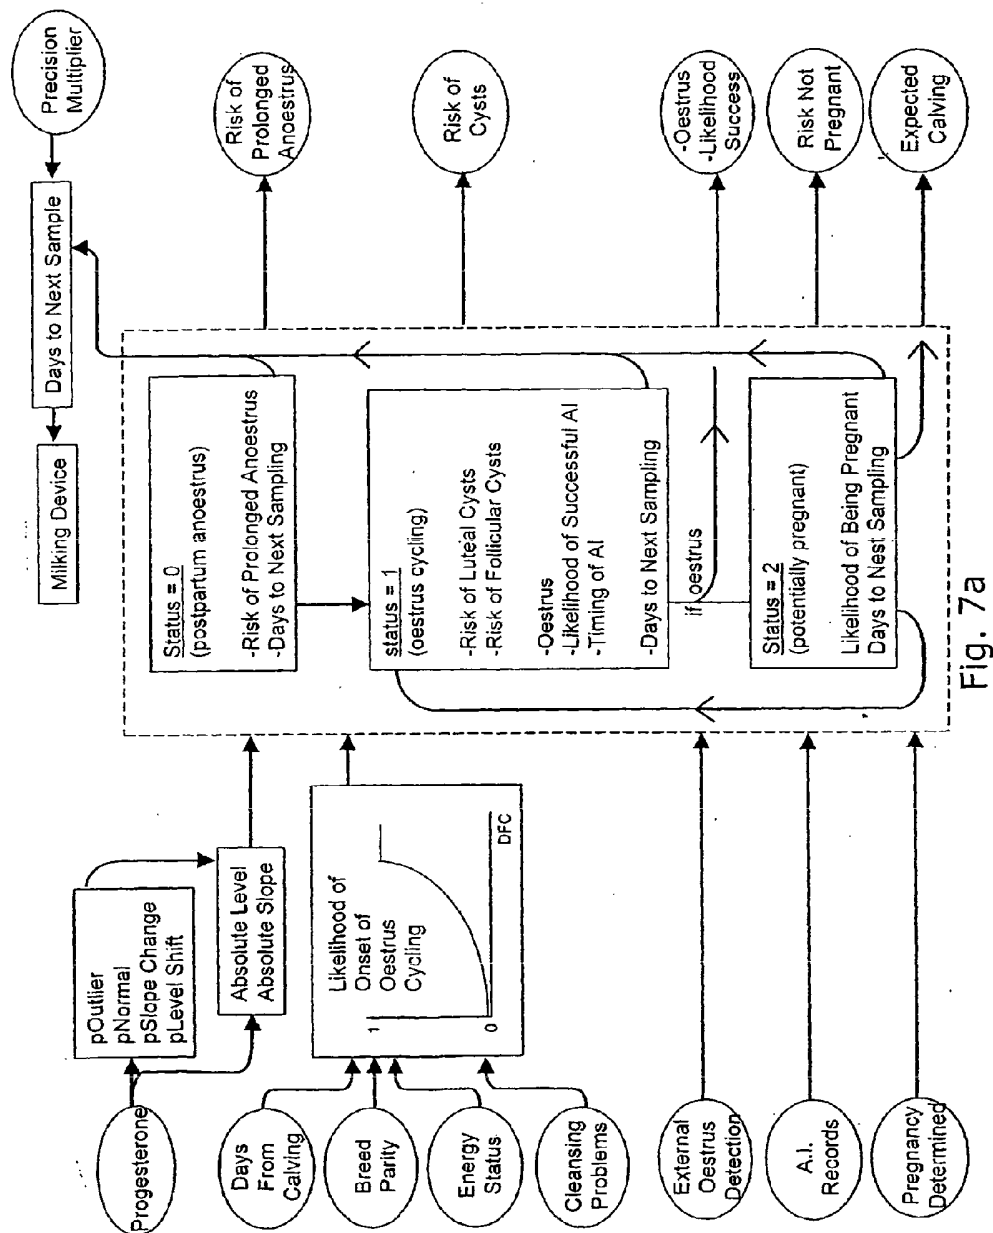 Progesterone
Days
From
Calving
Breed
Parity
Energy
Status
Cleansing
Problems
External
Oestrus
Detection
A.I.
Records
Pregnancy
Determined
pOutlier
pNormal
pSlope Change
pLevel Shift
Absolute Level
Absolute Slope
Likelihood of
Onset of
Oestrus
Cycling
1
0
DFC
Status = 0
(postpartum anoestrus)
-Risk of Prolonged Anoestrus
-Days to Next Sampling
status = 1
(oestrus cycling)
-Risk of Luteal Cysts
-Risk of Follicular Cysts
-Oestrus
-Likelihood of Successful AI
-Timing of AI
-Days to Next Sampling
if oestrus
Status = 2
(potentially pregnant)
Likelihood of Being Pregnant
Days to Nest Sampling
Milking Device
Days to Next Sample
Precision
Multiplier
Risk of
Prolonged
Anoestrus
Risk of
Cysts
-Oestrus
-Likelihood
Success
Risk Not
Pregnant
Expected
Calving
Fig. 7a